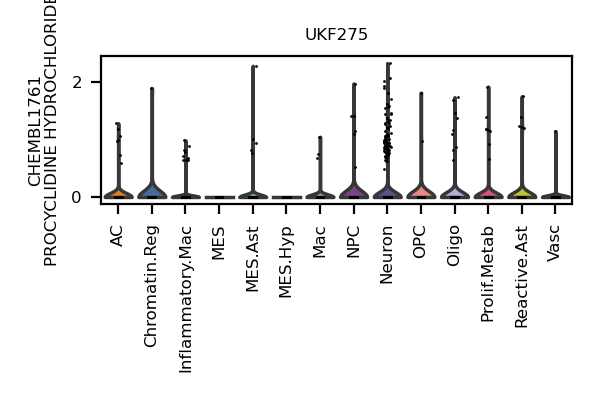 UKF275
CHEMBL1761
PROCYCLIDINE HYDROCHLORIDE
2
0
AC
Chromatin.Reg
Inflammatory.Mac
MES
MES.Ast
MES.Hyp
Mac
NPC
Neuron
OPC
Oligo
Prolif.Metab
Reactive.Ast
Vasc